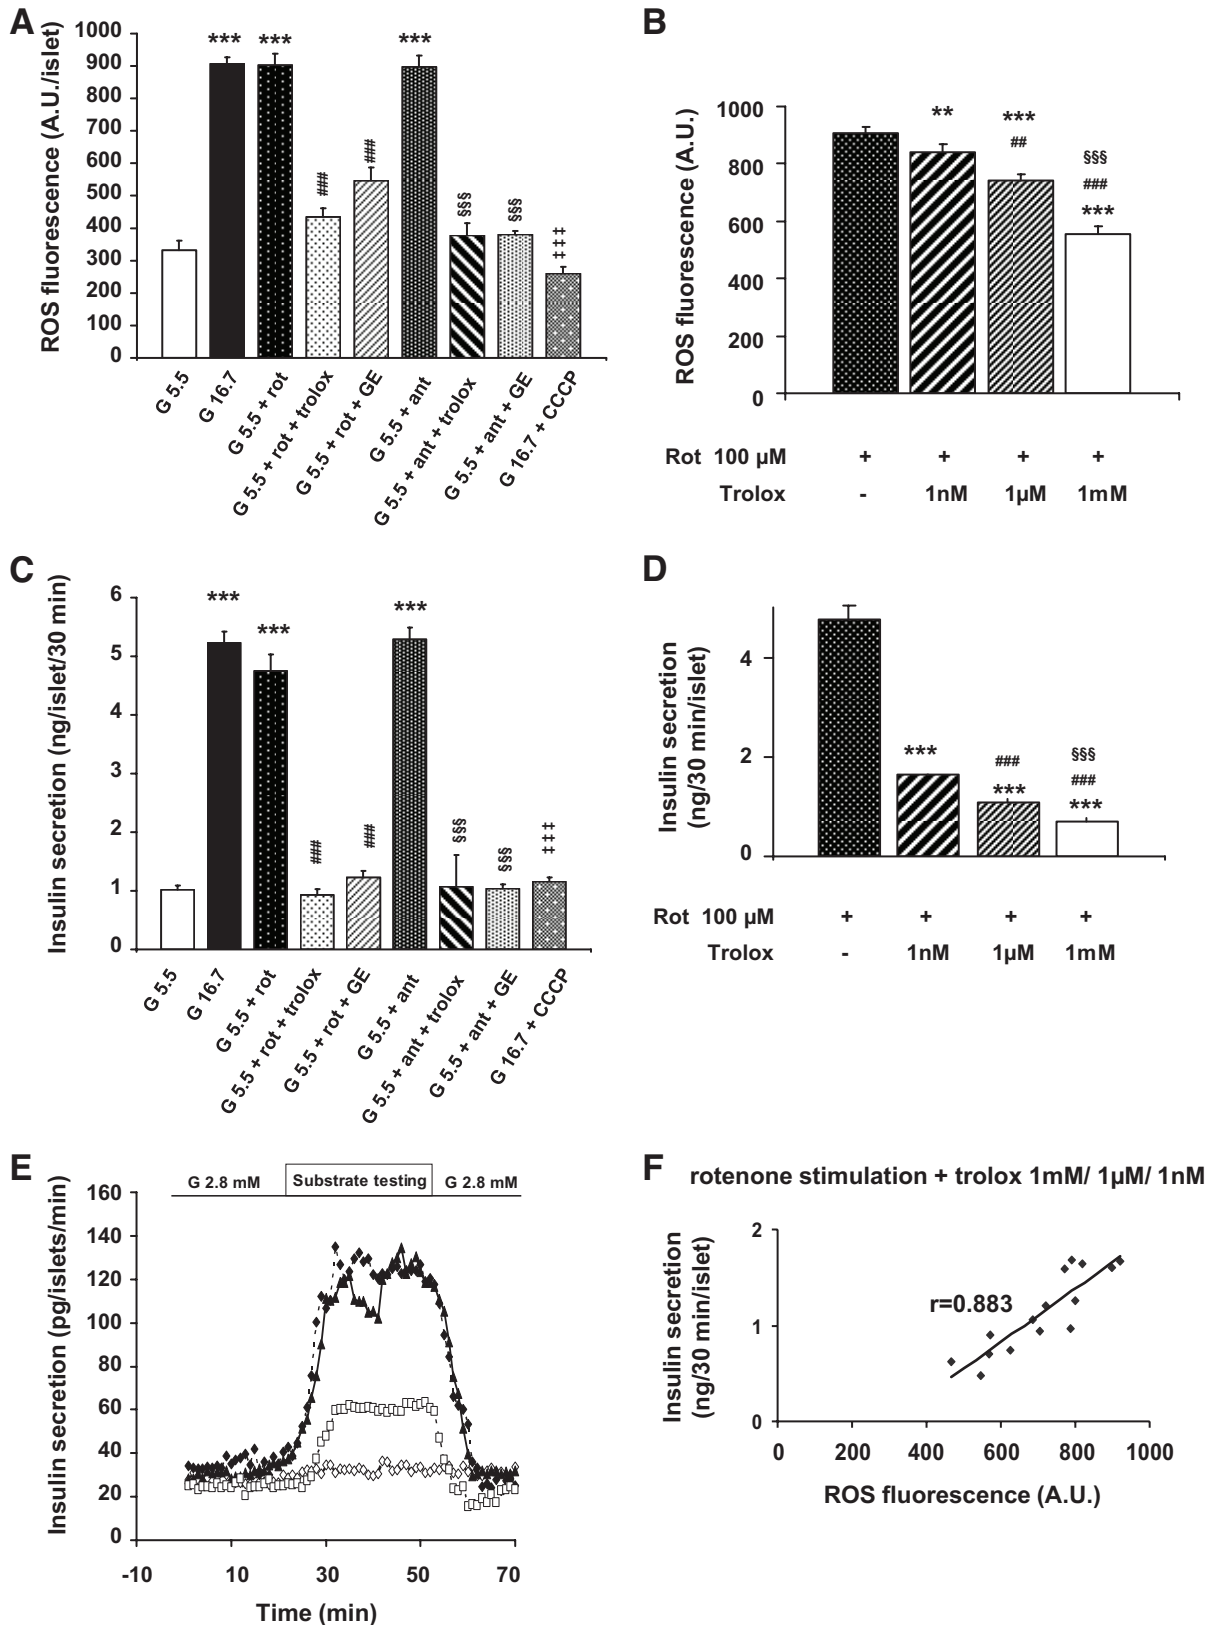 A
ROS fluorescence (A.U./islet)
1000
900
800
700
600
500
400
300
200
100
0
***
***
###
###
***
§§§
§§§
‡‡‡
G 5.5
G 16.7
G 5.5 + rot
G 5.5 + rot + trolox
G 5.5 + rot + GE
G 5.5 + ant
G 5.5 + ant + trolox
G 5.5 + ant + GE
G 16.7 + CCCP
B
ROS fluorescence (A.U.)
1000
800
600
400
200
0
**
***
##
§§§
###
***
Rot 100 µM + + + +
Trolox - 1nM 1µM 1mM
C
Insulin secretion (ng/islet/30 min)
6
5
4
3
2
1
0
***
***
###
###
***
§§§
§§§
‡‡‡
G 5.5
G 16.7
G 5.5 + rot
G 5.5 + rot + trolox
G 5.5 + rot + GE
G 5.5 + ant
G 5.5 + ant + trolox
G 5.5 + ant + GE
G 16.7 + CCCP
D
Insulin secretion
(ng/30 min/islet)
4
2
0
***
###
***
§§§
###
***
Rot 100 µM + + + +
Trolox - 1nM 1µM 1mM
E
G 2.8 mM Substrate testing G 2.8 mM
Insulin secretion (pg/islets/min)
160
140
120
100
80
60
40
20
0
-10 10 30 50 70
Time (min)
F
rotenone stimulation + trolox 1mM/ 1µM/ 1nM
Insulin secretion
(ng/30 min/islet)
2
1
0
r=0.883
0 200 400 600 800 1000
ROS fluorescence (A.U.)